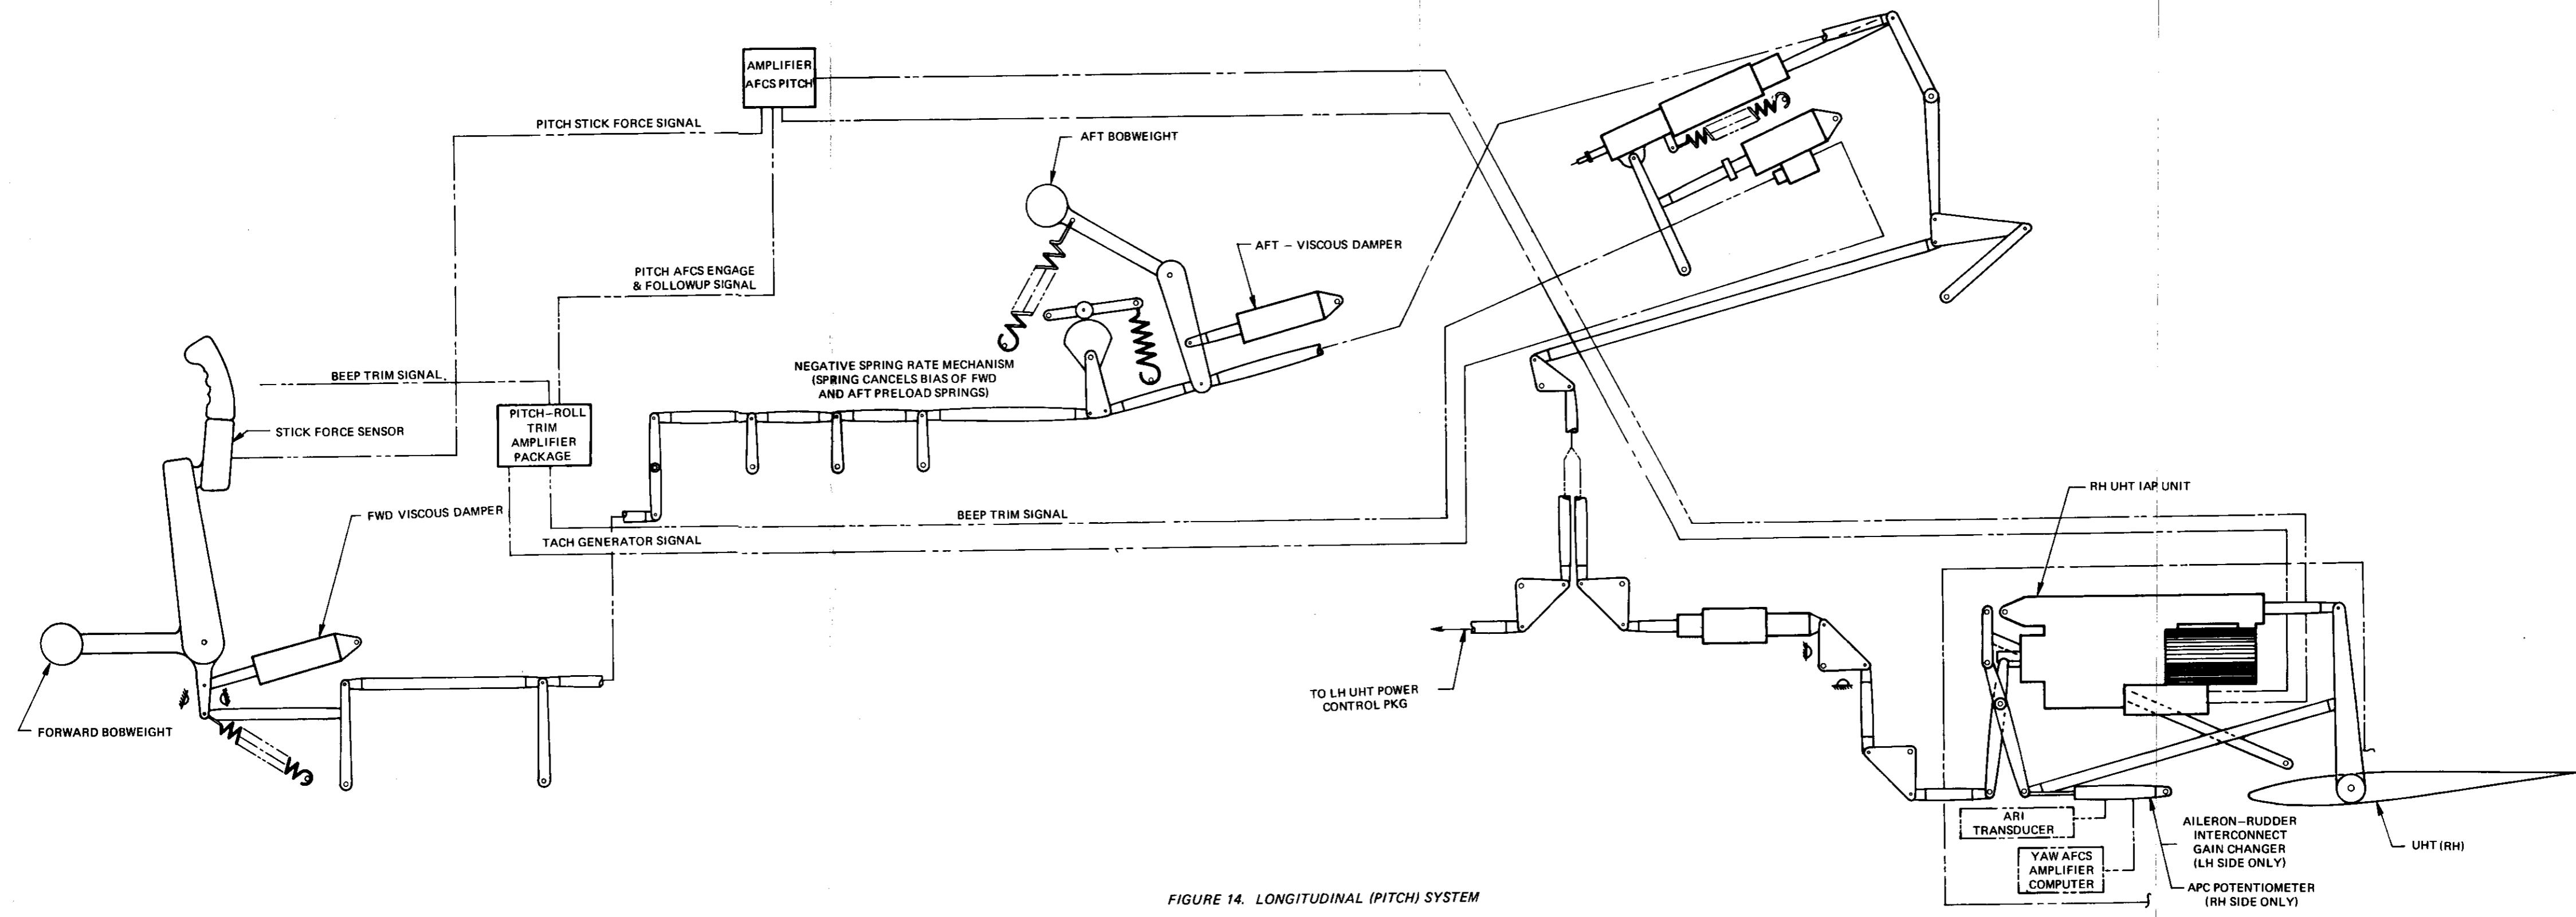 AMPLIFIER
AFCS PITCH
PITCH STICK FORCE SIGNAL
AFT BOBWEIGHT
PITCH AFCS ENGAGE
& FOLLOWUP SIGNAL
AFT – VISCOUS DAMPER
NEGATIVE SPRING RATE MECHANISM
(SPRING CANCELS BIAS OF FWD
AND AFT PRELOAD SPRINGS)
BEEP TRIM SIGNAL
PITCH–ROLL
TRIM
AMPLIFIER
PACKAGE
STICK FORCE SENSOR
FWD VISCOUS DAMPER
BEEP TRIM SIGNAL
TACH GENERATOR SIGNAL
RH UHT IAP UNIT
FORWARD BOBWEIGHT
TO LH UHT POWER
CONTROL PKG
ARI
TRANSDUCER
YAW AFCS
AMPLIFIER
COMPUTER
AILERON–RUDDER
INTERCONNECT
GAIN CHANGER
(LH SIDE ONLY)
APC POTENTIOMETER
(RH SIDE ONLY)
UHT (RH)
FIGURE 14. LONGITUDINAL (PITCH) SYSTEM